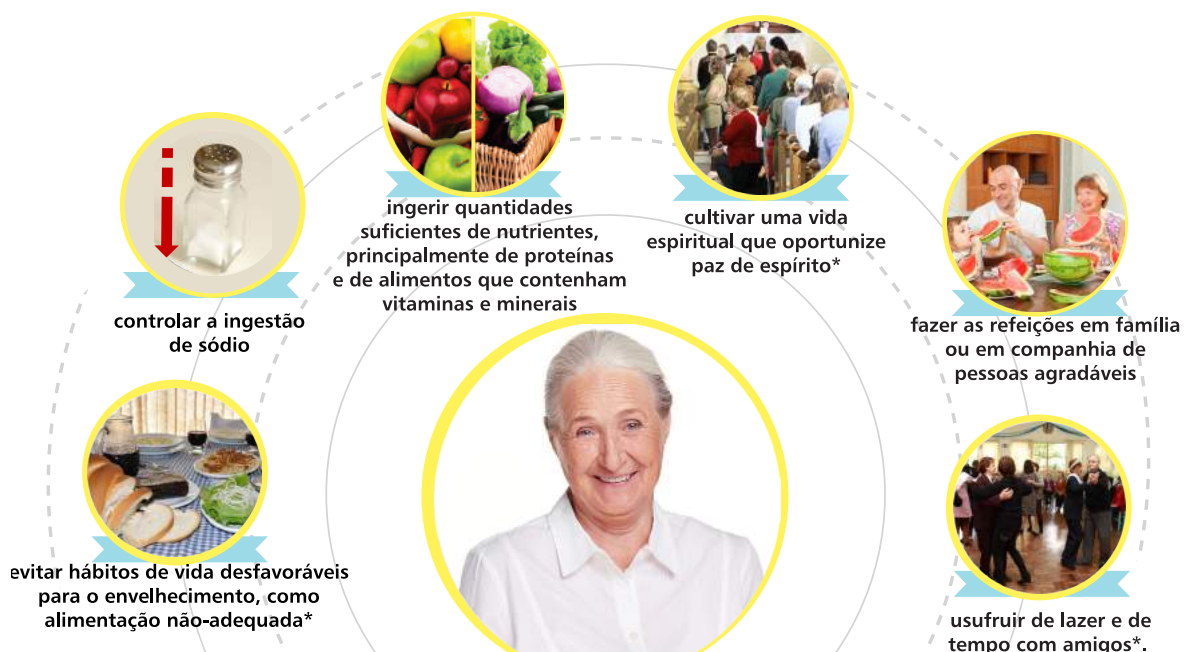 controlar a ingestão
de sódio
ingerir quantidades
suficientes de nutrientes,
principalmente de proteínas
e de alimentos que contenham
vitaminas e minerais
cultivar uma vida
espiritual que oportunize
paz de espírito*
fazer as refeições em família
ou em companhia de
pessoas agradáveis
evitar hábitos de vida desfavoráveis
para o envelhecimento, como
alimentação não-adequada*
usufruir de lazer e de
tempo com amigos*.